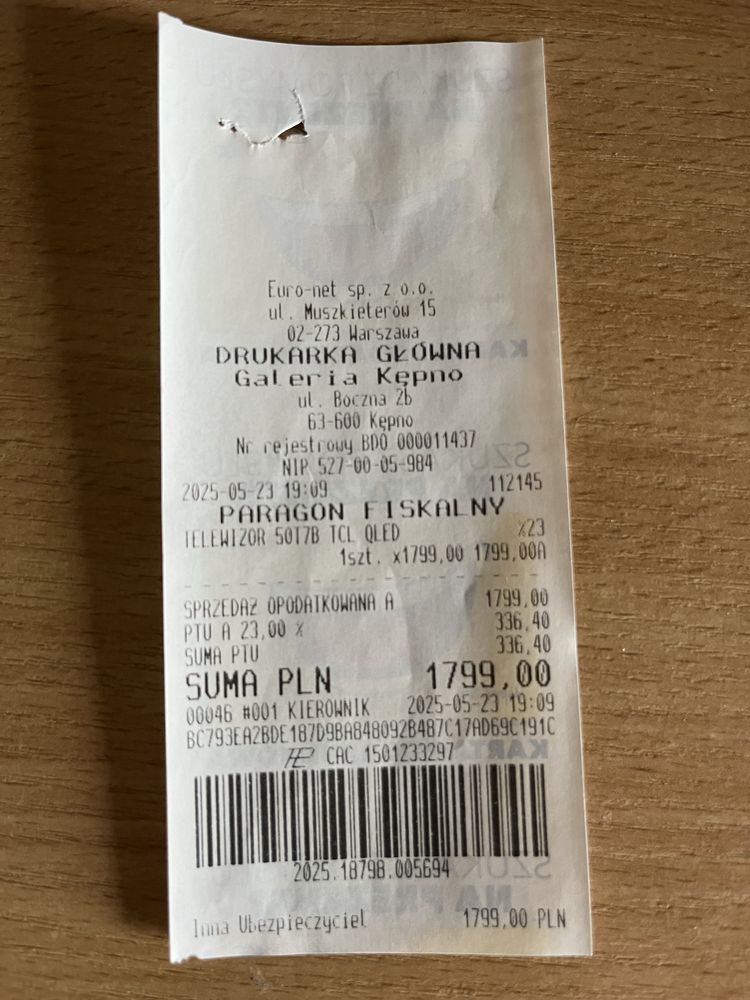 Euro-net sp. z o.o.
ul. Muszkieterów 15
02-273 Warszawa
DRUKARKA GŁÓWNA
Galeria Kępno
ul. Boczna 2b
63-600 Kępno
Nr rejestrowy BDO 000011437
NIP 527-00-05-984
2025-05-23 19:09 112145
PARAGON FISKALNY
TELEWIZOR 50T7B TCL QLED %23
1szt. x1799,00 1799,00A
SPRZEDAŻ OPODATKOWANA A 1799,00
PTU A 23,00 % 336,40
SUMA PTU 336,40
SUMA PLN 1799,00
00046 #001 KIEROWNIK 2025-05-23 19:09
BC793EA2BDE187D9BA848092B487C17AD69C191C
CAC 1501233297
2025.18798.005694
Inna Ubezpieczyciel 1799,00 PLN